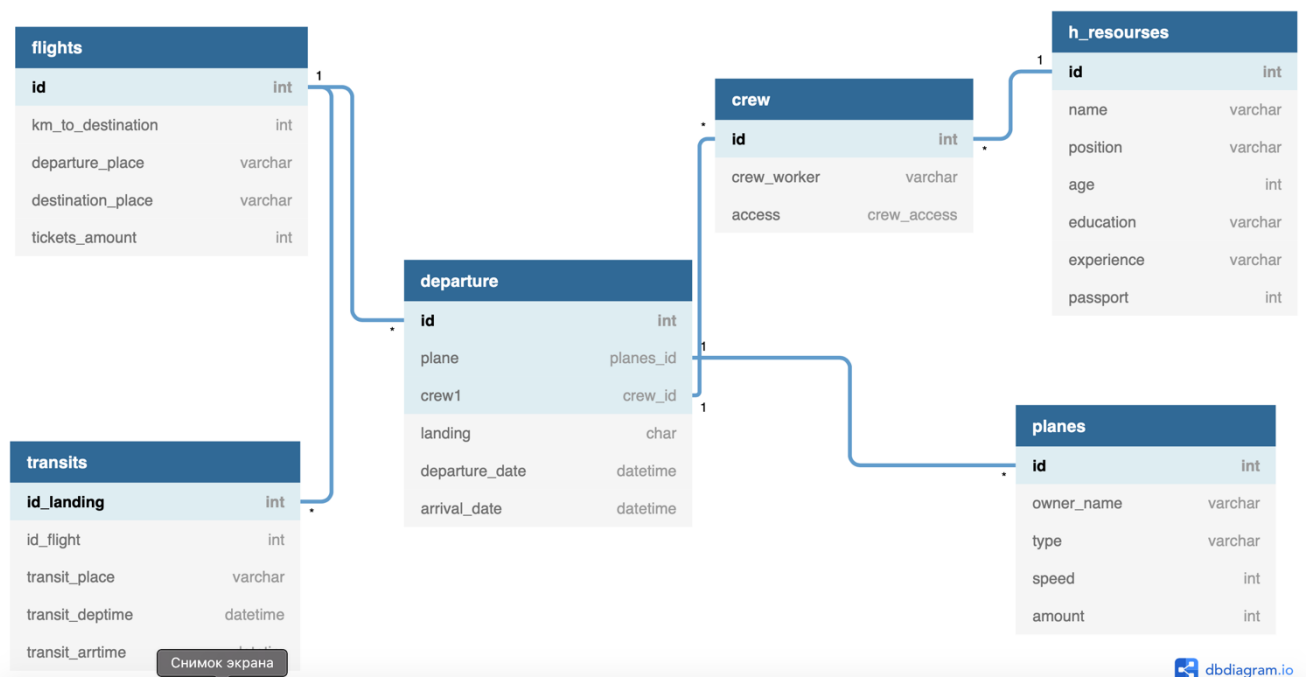 flights
id int
km_to_destination int
departure_place varchar
destination_place varchar
tickets_amount int
1
*
departure
id int
plane planes_id
crew1 crew_id
landing char
departure_date datetime
arrival_date datetime
1
1
transits
id_landing int
id_flight int
transit_place varchar
transit_deptime datetime
transit_arrtime
*
Снимок экрана
*
crew
id int
crew_worker varchar
access crew_access
*
1
h_resourses
id int
name varchar
position varchar
age int
education varchar
experience varchar
passport int
*
planes
id int
owner_name varchar
type varchar
speed int
amount int
dbdiagram.io